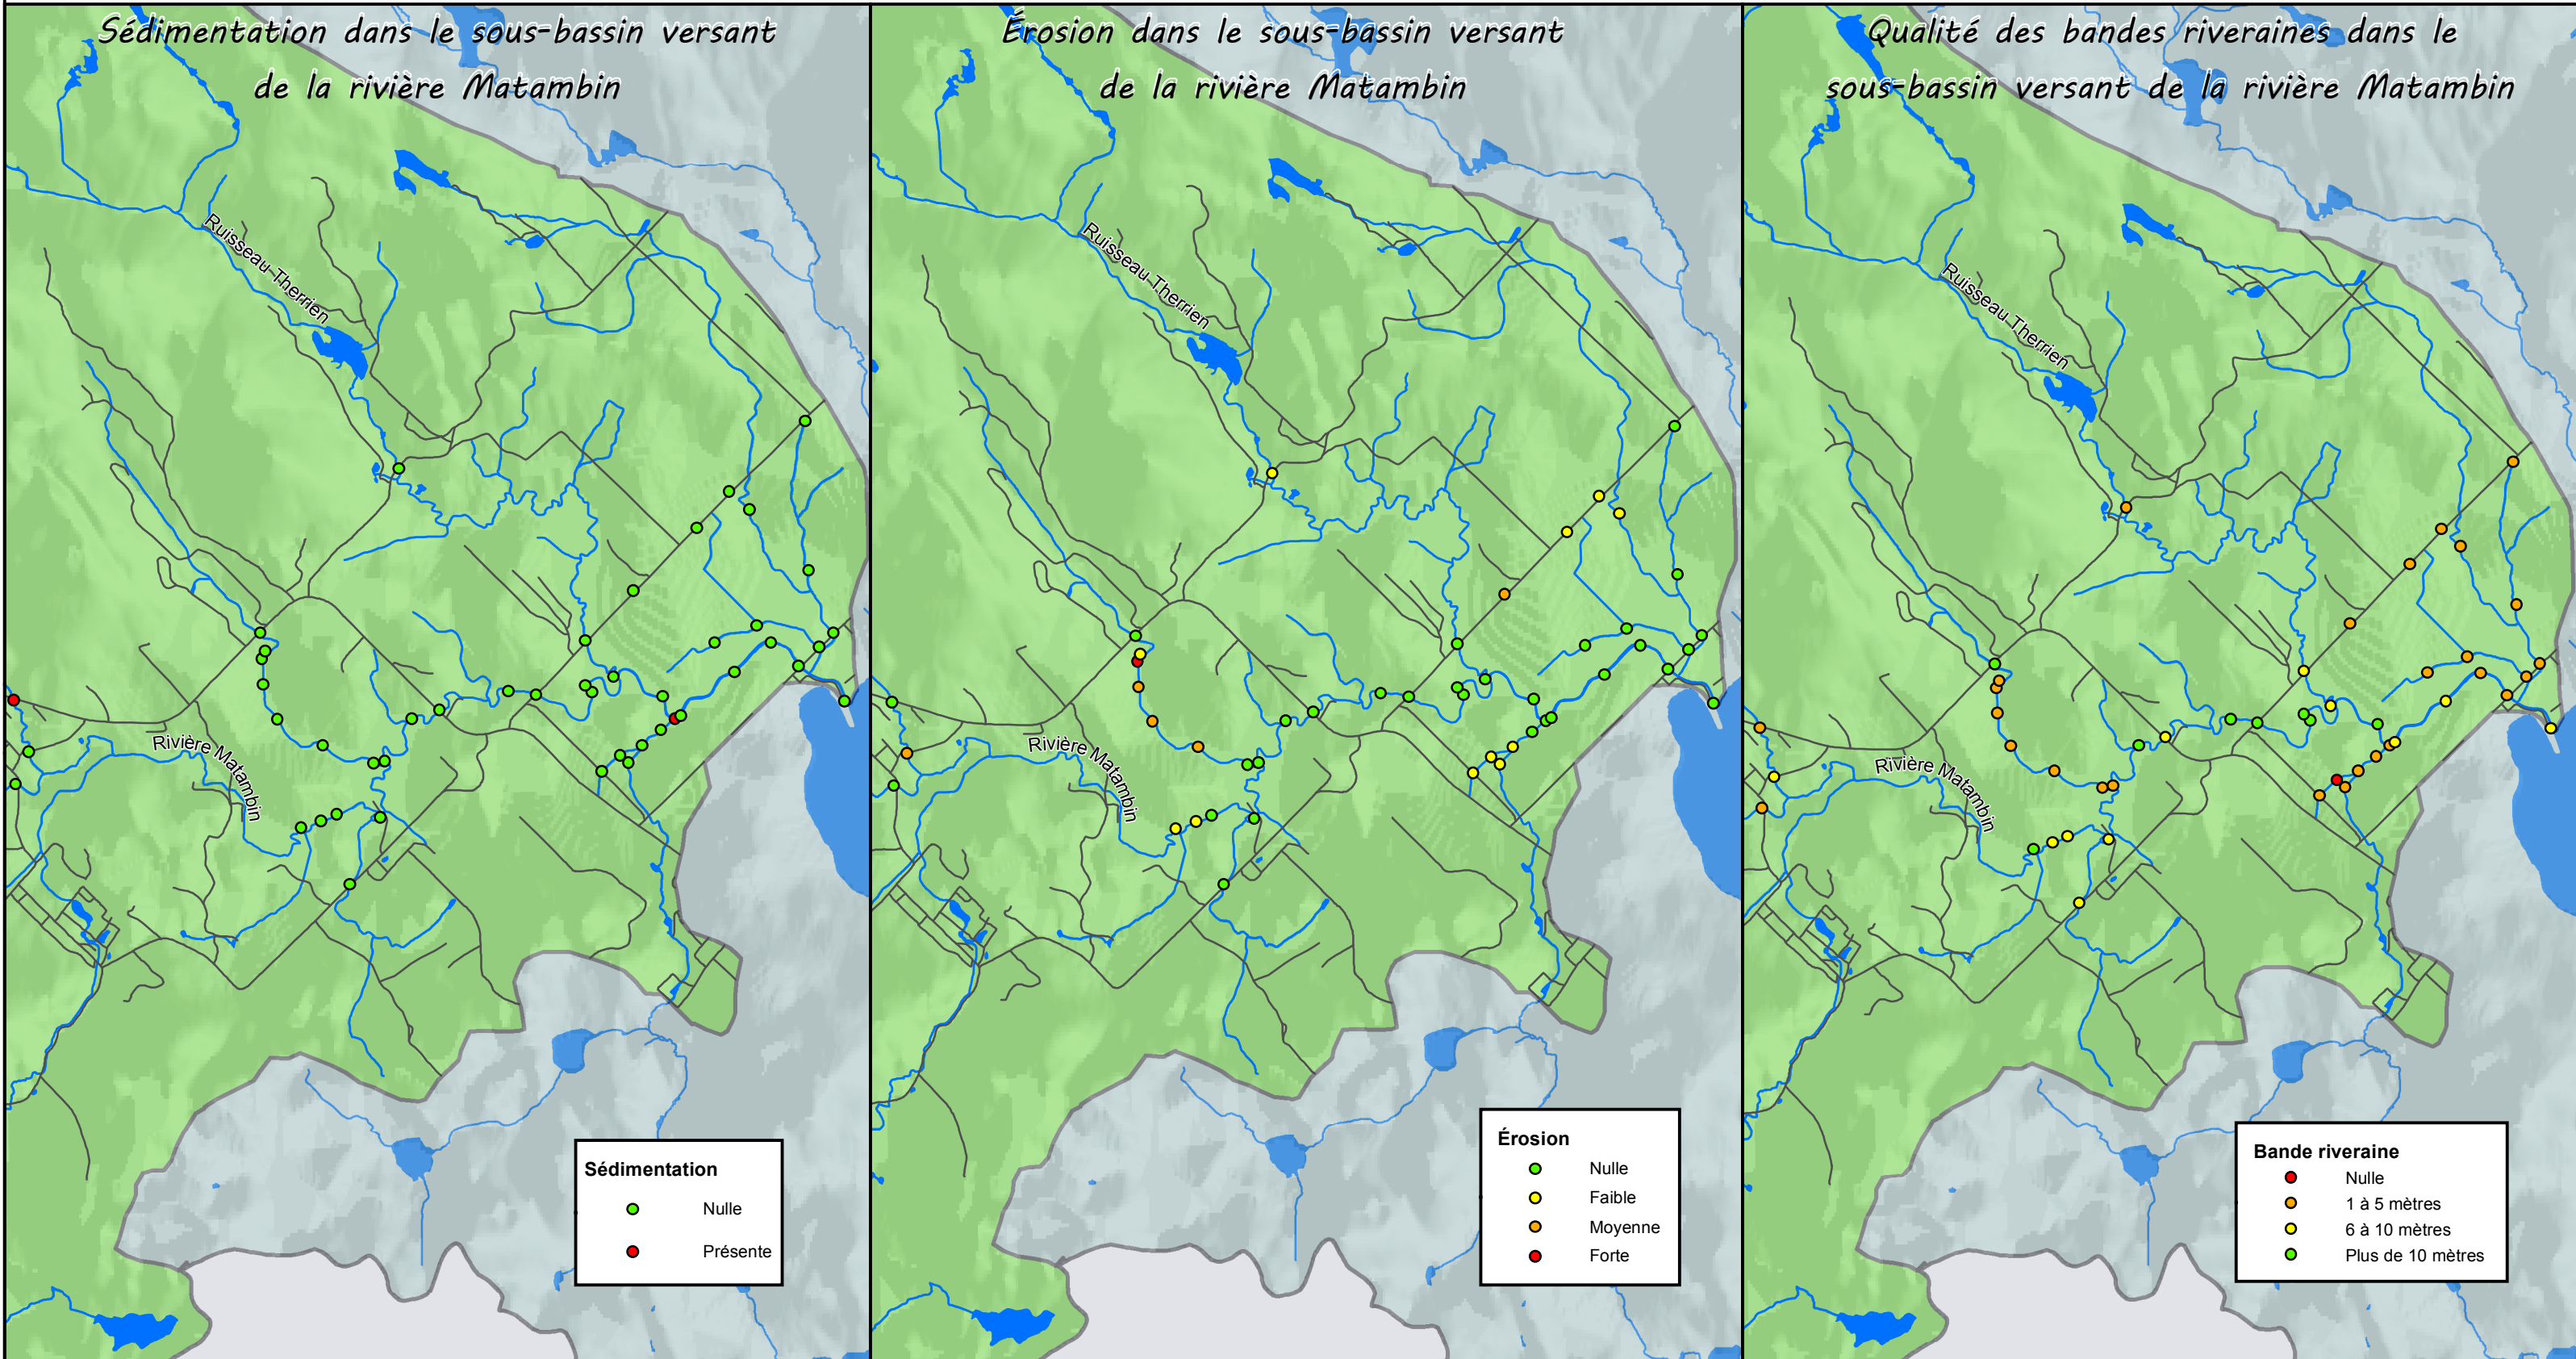 Sédimentation dans le sous-bassin versant
de la rivière Matambin
Ruisseau Therrien
Rivière Matambin
Sédimentation
Nulle
Présente
Érosion dans le sous-bassin versant
de la rivière Matambin
Ruisseau Therrien
Rivière Matambin
Érosion
Nulle
Faible
Moyenne
Forte
Qualité des bandes riveraines dans le
sous-bassin versant de la rivière Matambin
Ruisseau Therrien
Rivière Matambin
Bande riveraine
Nulle
1 à 5 mètres
6 à 10 mètres
Plus de 10 mètres